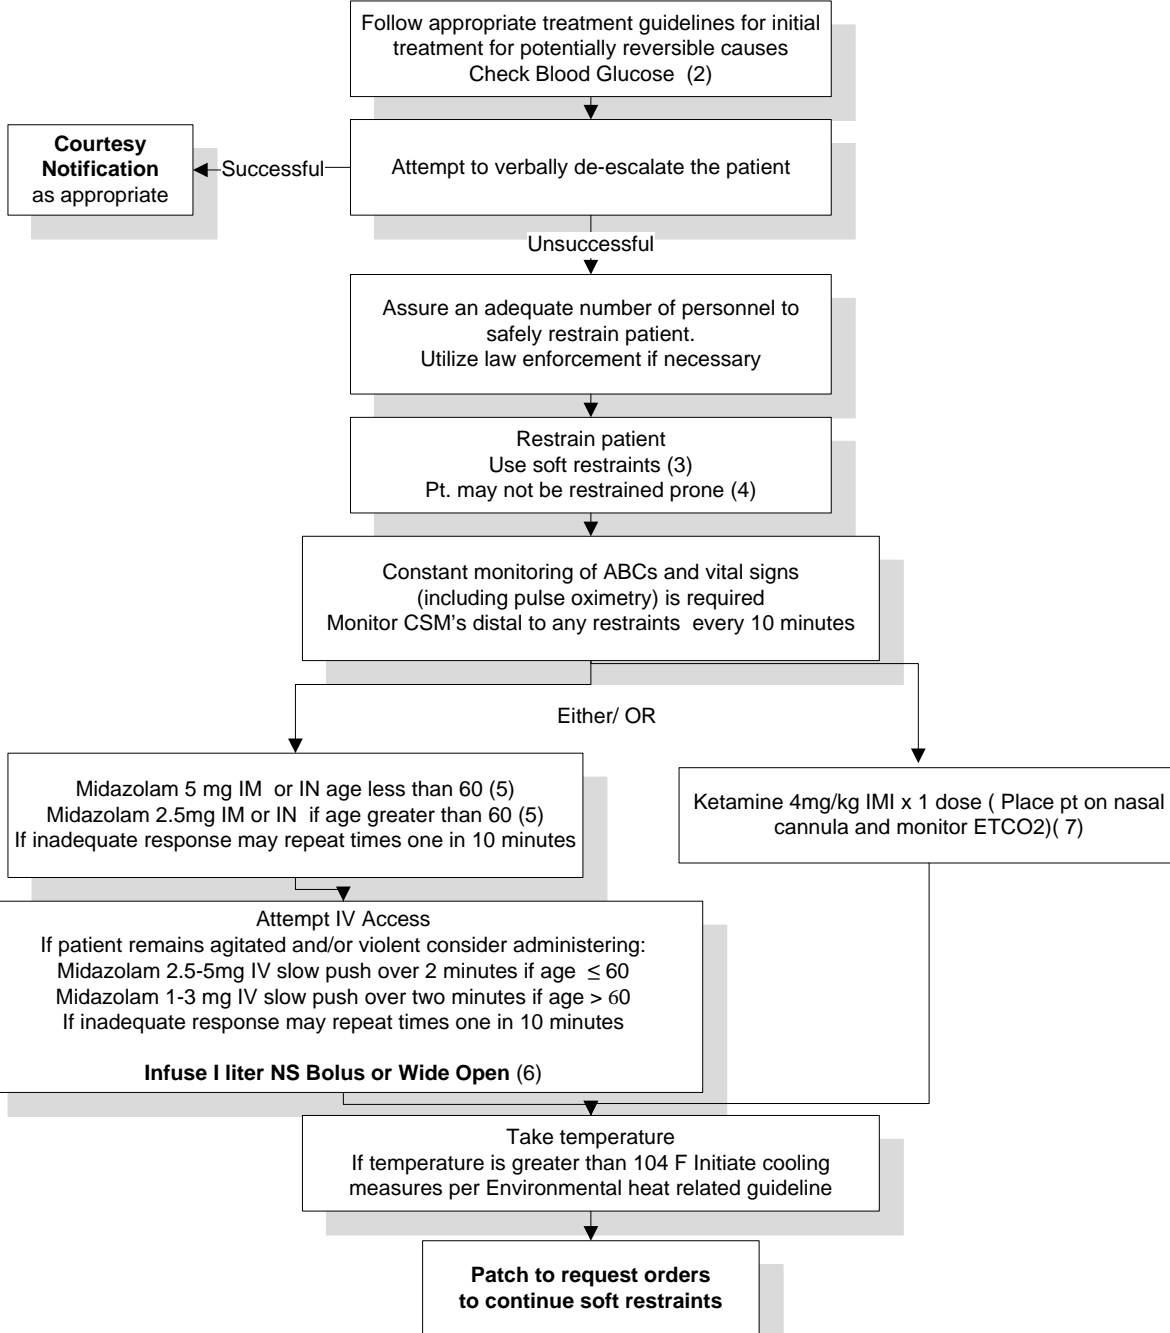 Follow appropriate treatment guidelines for initial
treatment for potentially reversible causes
Check Blood Glucose (2)
Courtesy
Notification
as appropriate
Successful
Attempt to verbally de-escalate the patient
Unsuccessful
Assure an adequate number of personnel to
safely restrain patient.
Utilize law enforcement if necessary
Restrain patient
Use soft restraints (3)
Pt. may not be restrained prone (4)
Constant monitoring of ABCs and vital signs
(including pulse oximetry) is required
Monitor CSM's distal to any restraints every 10 minutes
Either/ OR
Midazolam 5 mg IM or IN age less than 60 (5)
Midazolam 2.5mg IM or IN if age greater than 60 (5)
If inadequate response may repeat times one in 10 minutes
Ketamine 4mg/kg IMI x 1 dose ( Place pt on nasal
cannula and monitor ETCO2)( 7)
Attempt IV Access
If patient remains agitated and/or violent consider administering:
Midazolam 2.5-5mg IV slow push over 2 minutes if age ≤ 60
Midazolam 1-3 mg IV slow push over two minutes if age > 60
If inadequate response may repeat times one in 10 minutes
Infuse I liter NS Bolus or Wide Open (6)
Take temperature
If temperature is greater than 104 F Initiate cooling
measures per Environmental heat related guideline
Patch to request orders
to continue soft restraints